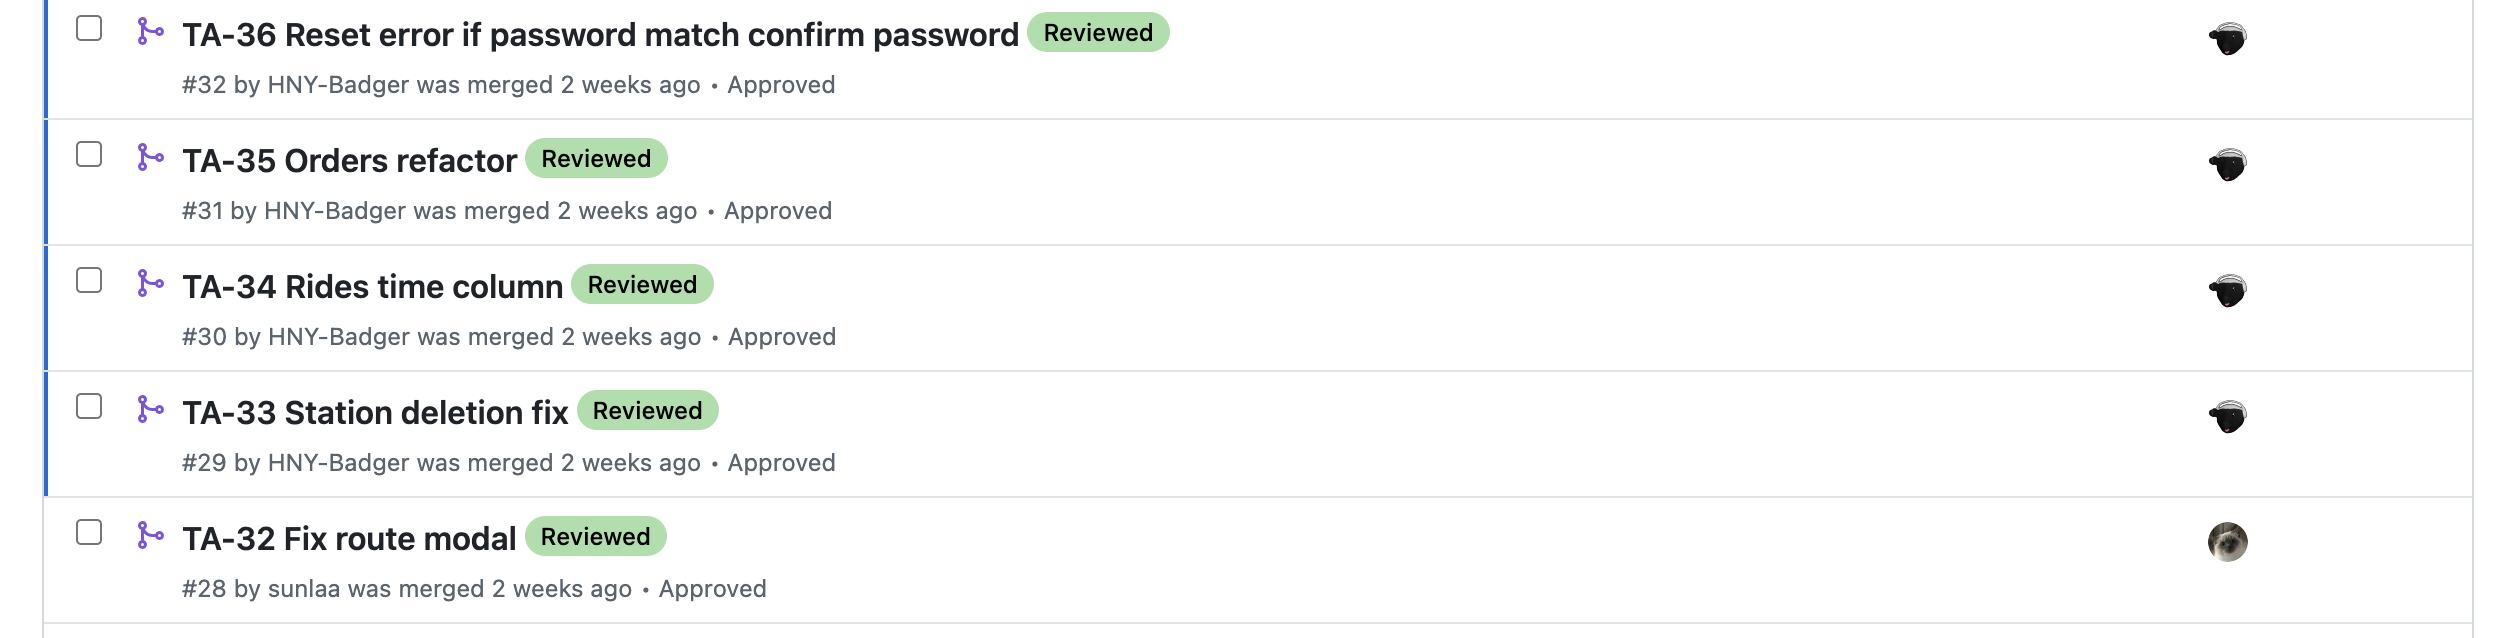 TA-36 Reset error if password match confirm password Reviewed
#32 by HNY-Badger was merged 2 weeks ago • Approved
TA-35 Orders refactor Reviewed
#31 by HNY-Badger was merged 2 weeks ago • Approved
TA-34 Rides time column Reviewed
#30 by HNY-Badger was merged 2 weeks ago • Approved
TA-33 Station deletion fix Reviewed
#29 by HNY-Badger was merged 2 weeks ago • Approved
TA-32 Fix route modal Reviewed
#28 by sunlaa was merged 2 weeks ago • Approved